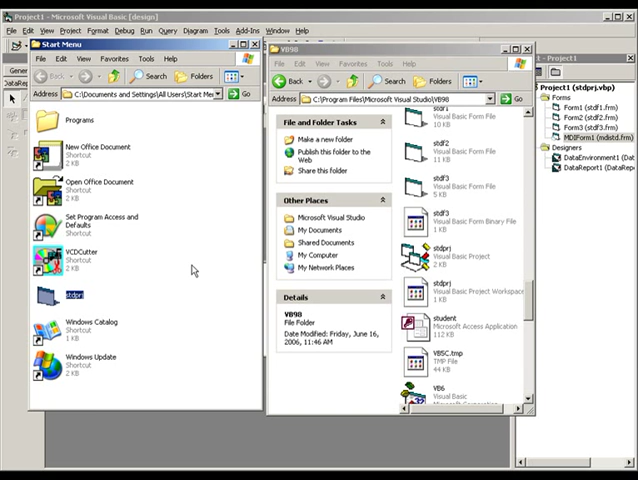 Project1 - Microsoft Visual Basic [design]
File Edit View Project Format Debug Run Query Diagram Tools Add-Ins Window Help
Start Menu
File Edit View Favorites Tools
Back Search Folders
Address C:\Documents and Settings\All Users\Start Me Go
Programs
New Office Document
Shortcut
2 KB
Open Office Document
Shortcut
2 KB
Set Program Access and
Defaults
Shortcut
VCDCutter
Shortcut
2 KB
stdprj
Windows Catalog
Shortcut
1 KB
Windows Update
Shortcut
2 KB
VB98
File Edit View Favorites Tools
Back Search Folders
Address C:\Program Files\Microsoft Visual Studio\VB98 Go
File and Folder Tasks
Make a new folder
Publish this folder to the
Web
Share this folder
Other Places
Microsoft Visual Studio
My Documents
Shared Documents
My Computer
My Network Places
Details
VB98
File Folder
Date Modified: Friday, June 16,
2006, 11:46 AM
stdf1
Visual Basic Form File
10 KB
stdf2
Visual Basic Form File
11 KB
stdf3
Visual Basic Form File
5 KB
stdf3
Visual Basic Form Binary
File
1 KB
stdprj
Visual Basic Project
2 KB
stdprj
Visual Basic Project Workspace
1 KB
student
Microsoft Access Application
112 KB
VB5C.tmp
TMP File
44 KB
VB6
Visual Basic
t - Project1
stdprj (stdprj.vbp)
Forms
Form1 (stdf1.frm)
Form2 (stdf2.frm)
Form3 (stdf3.frm)
MDIForm1 (mdistd.frm)
Designers
DataEnvironment1 (
DataReport1 (DataRepo